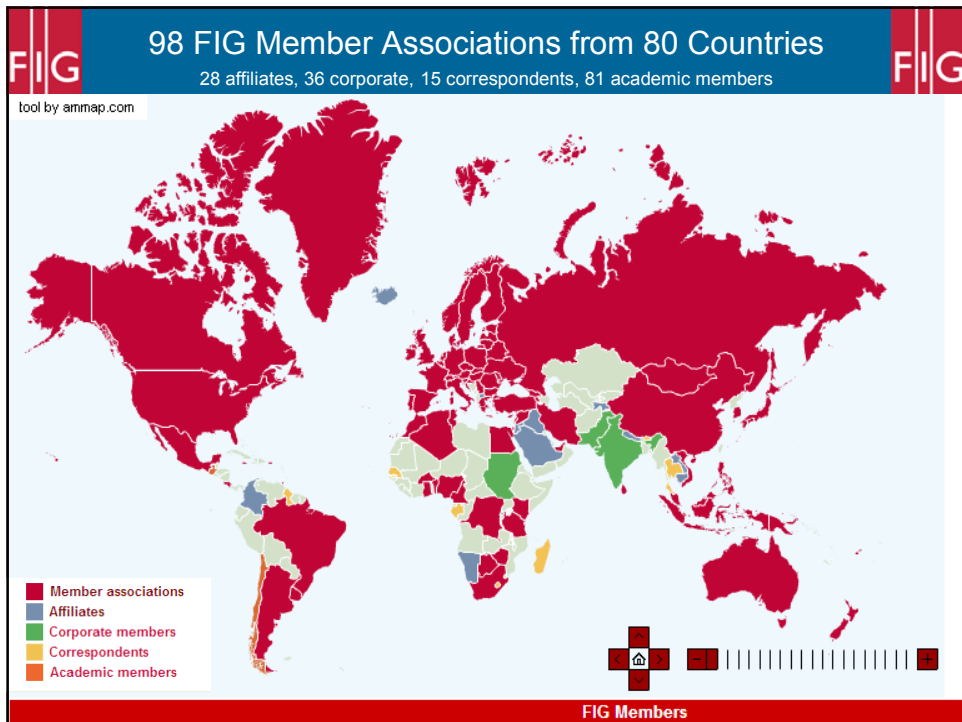 FIG
98 FIG Member Associations from 80 Countries
28 affiliates, 36 corporate, 15 correspondents, 81 academic members
FIG
tool by ammap.com
Member associations
Affiliates
Corporate members
Correspondents
Academic members
FIG Members